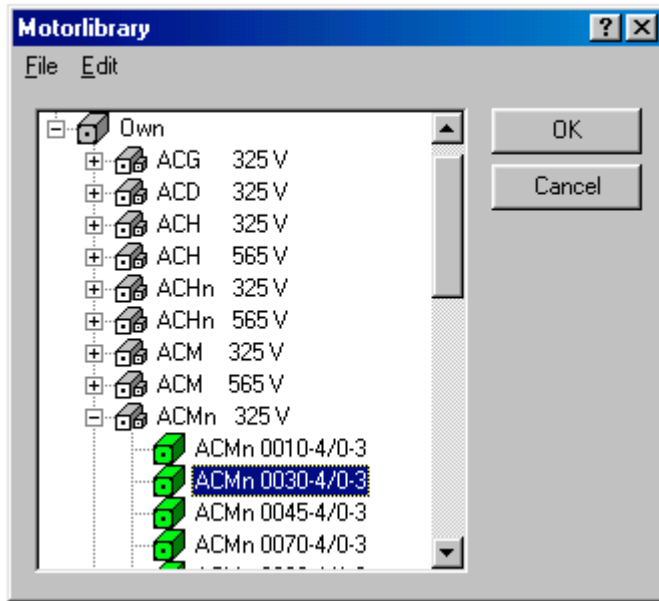 Motorlibrary
File Edit
Own
ACG 325 V
ACD 325 V
ACH 325 V
ACH 565 V
ACHn 325 V
ACHn 565 V
ACM 325 V
ACM 565 V
ACMn 325 V
ACMn 0010-4/0-3
ACMn 0030-4/0-3
ACMn 0045-4/0-3
ACMn 0070-4/0-3
OK
Cancel